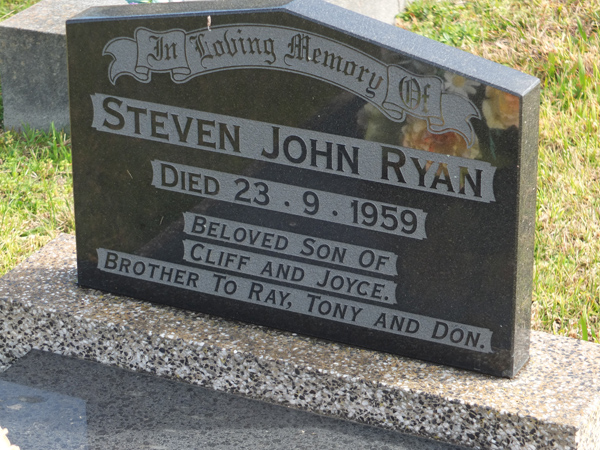 In Loving Memory Of
STEVEN JOHN RYAN
DIED 23.9.1959
BELOVED SON OF
CLIFF AND JOYCE.
BROTHER TO RAY, TONY AND DON.